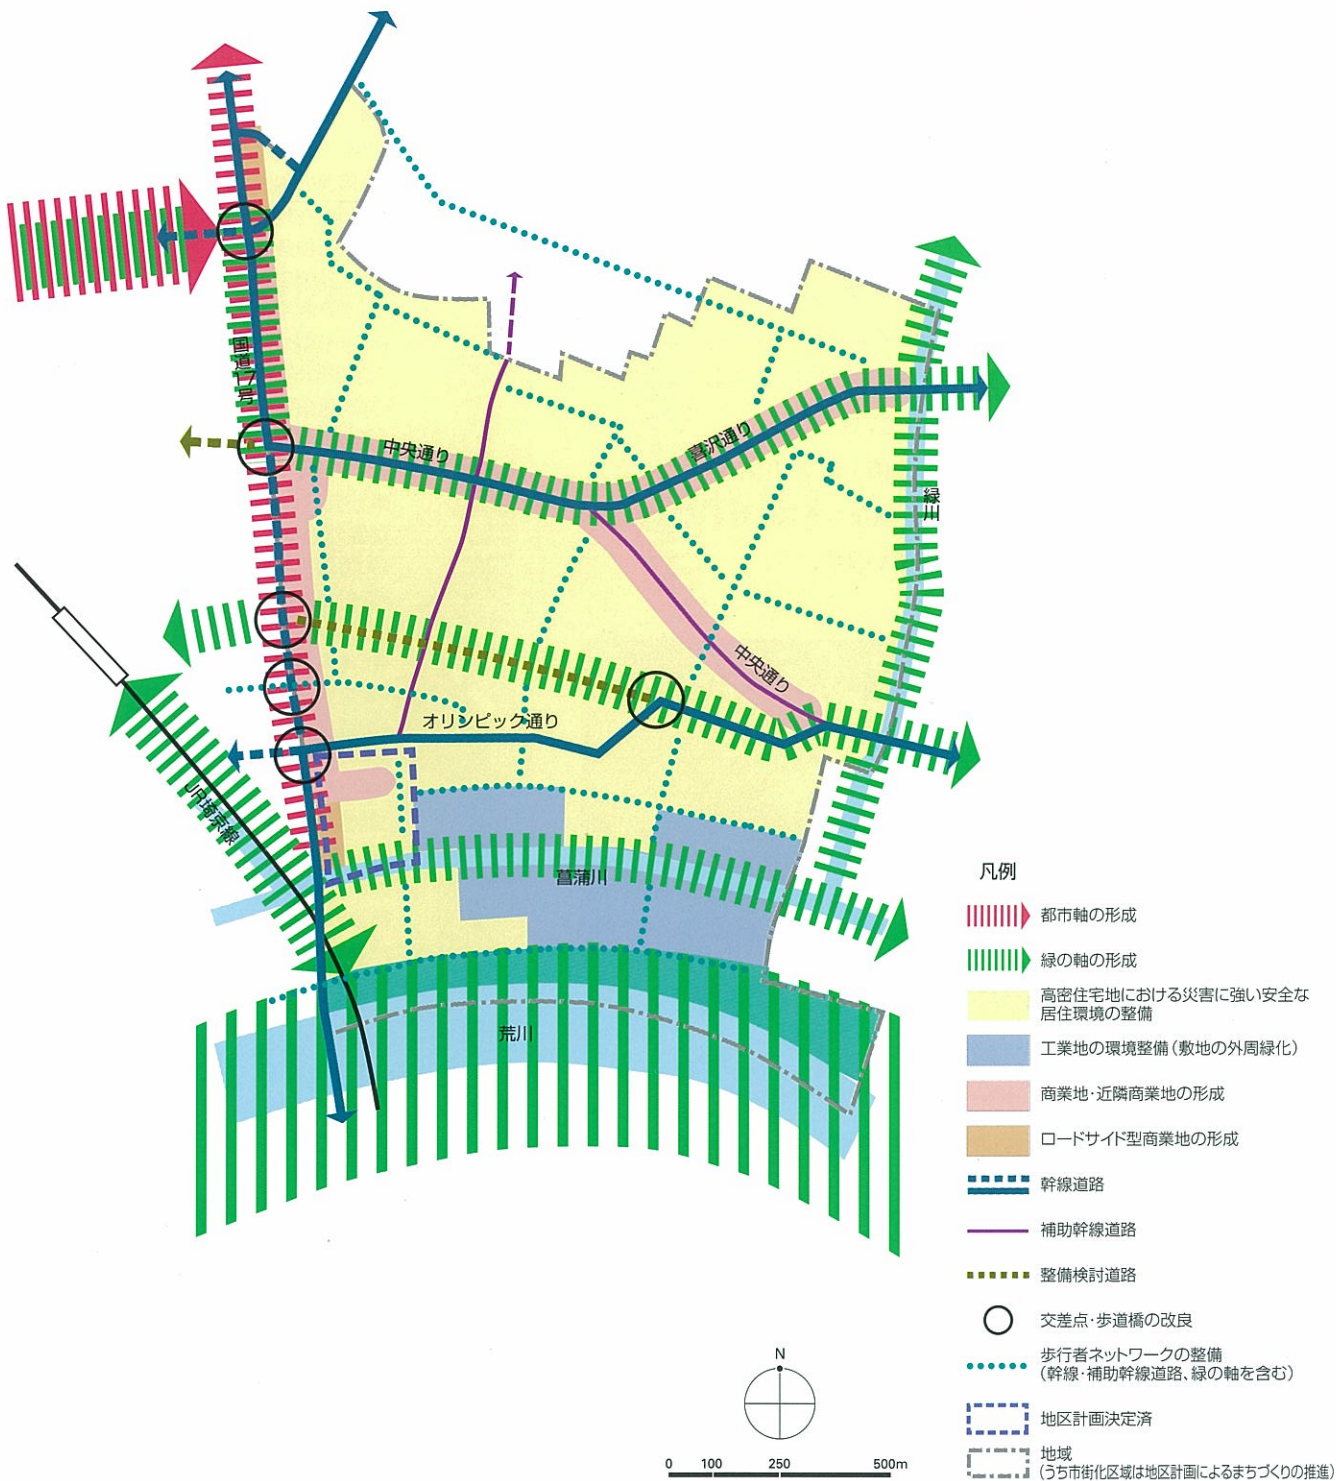 国道17号
中央通り
喜沢通り
緑川
中央通り
オリンピック通り
JR埼京線
菖蒲川
荒川
凡例
都市軸の形成
緑の軸の形成
高密住宅地における災害に強い安全な
居住環境の整備
工業地の環境整備(敷地の外周緑化)
商業地・近隣商業地の形成
ロードサイド型商業地の形成
幹線道路
補助幹線道路
整備検討道路
交差点・歩道橋の改良
歩行者ネットワークの整備
(幹線・補助幹線道路、緑の軸を含む)
地区計画決定済
地域
(うち市街化区域は地区計画によるまちづくりの推進)
N
0 100 250 500m